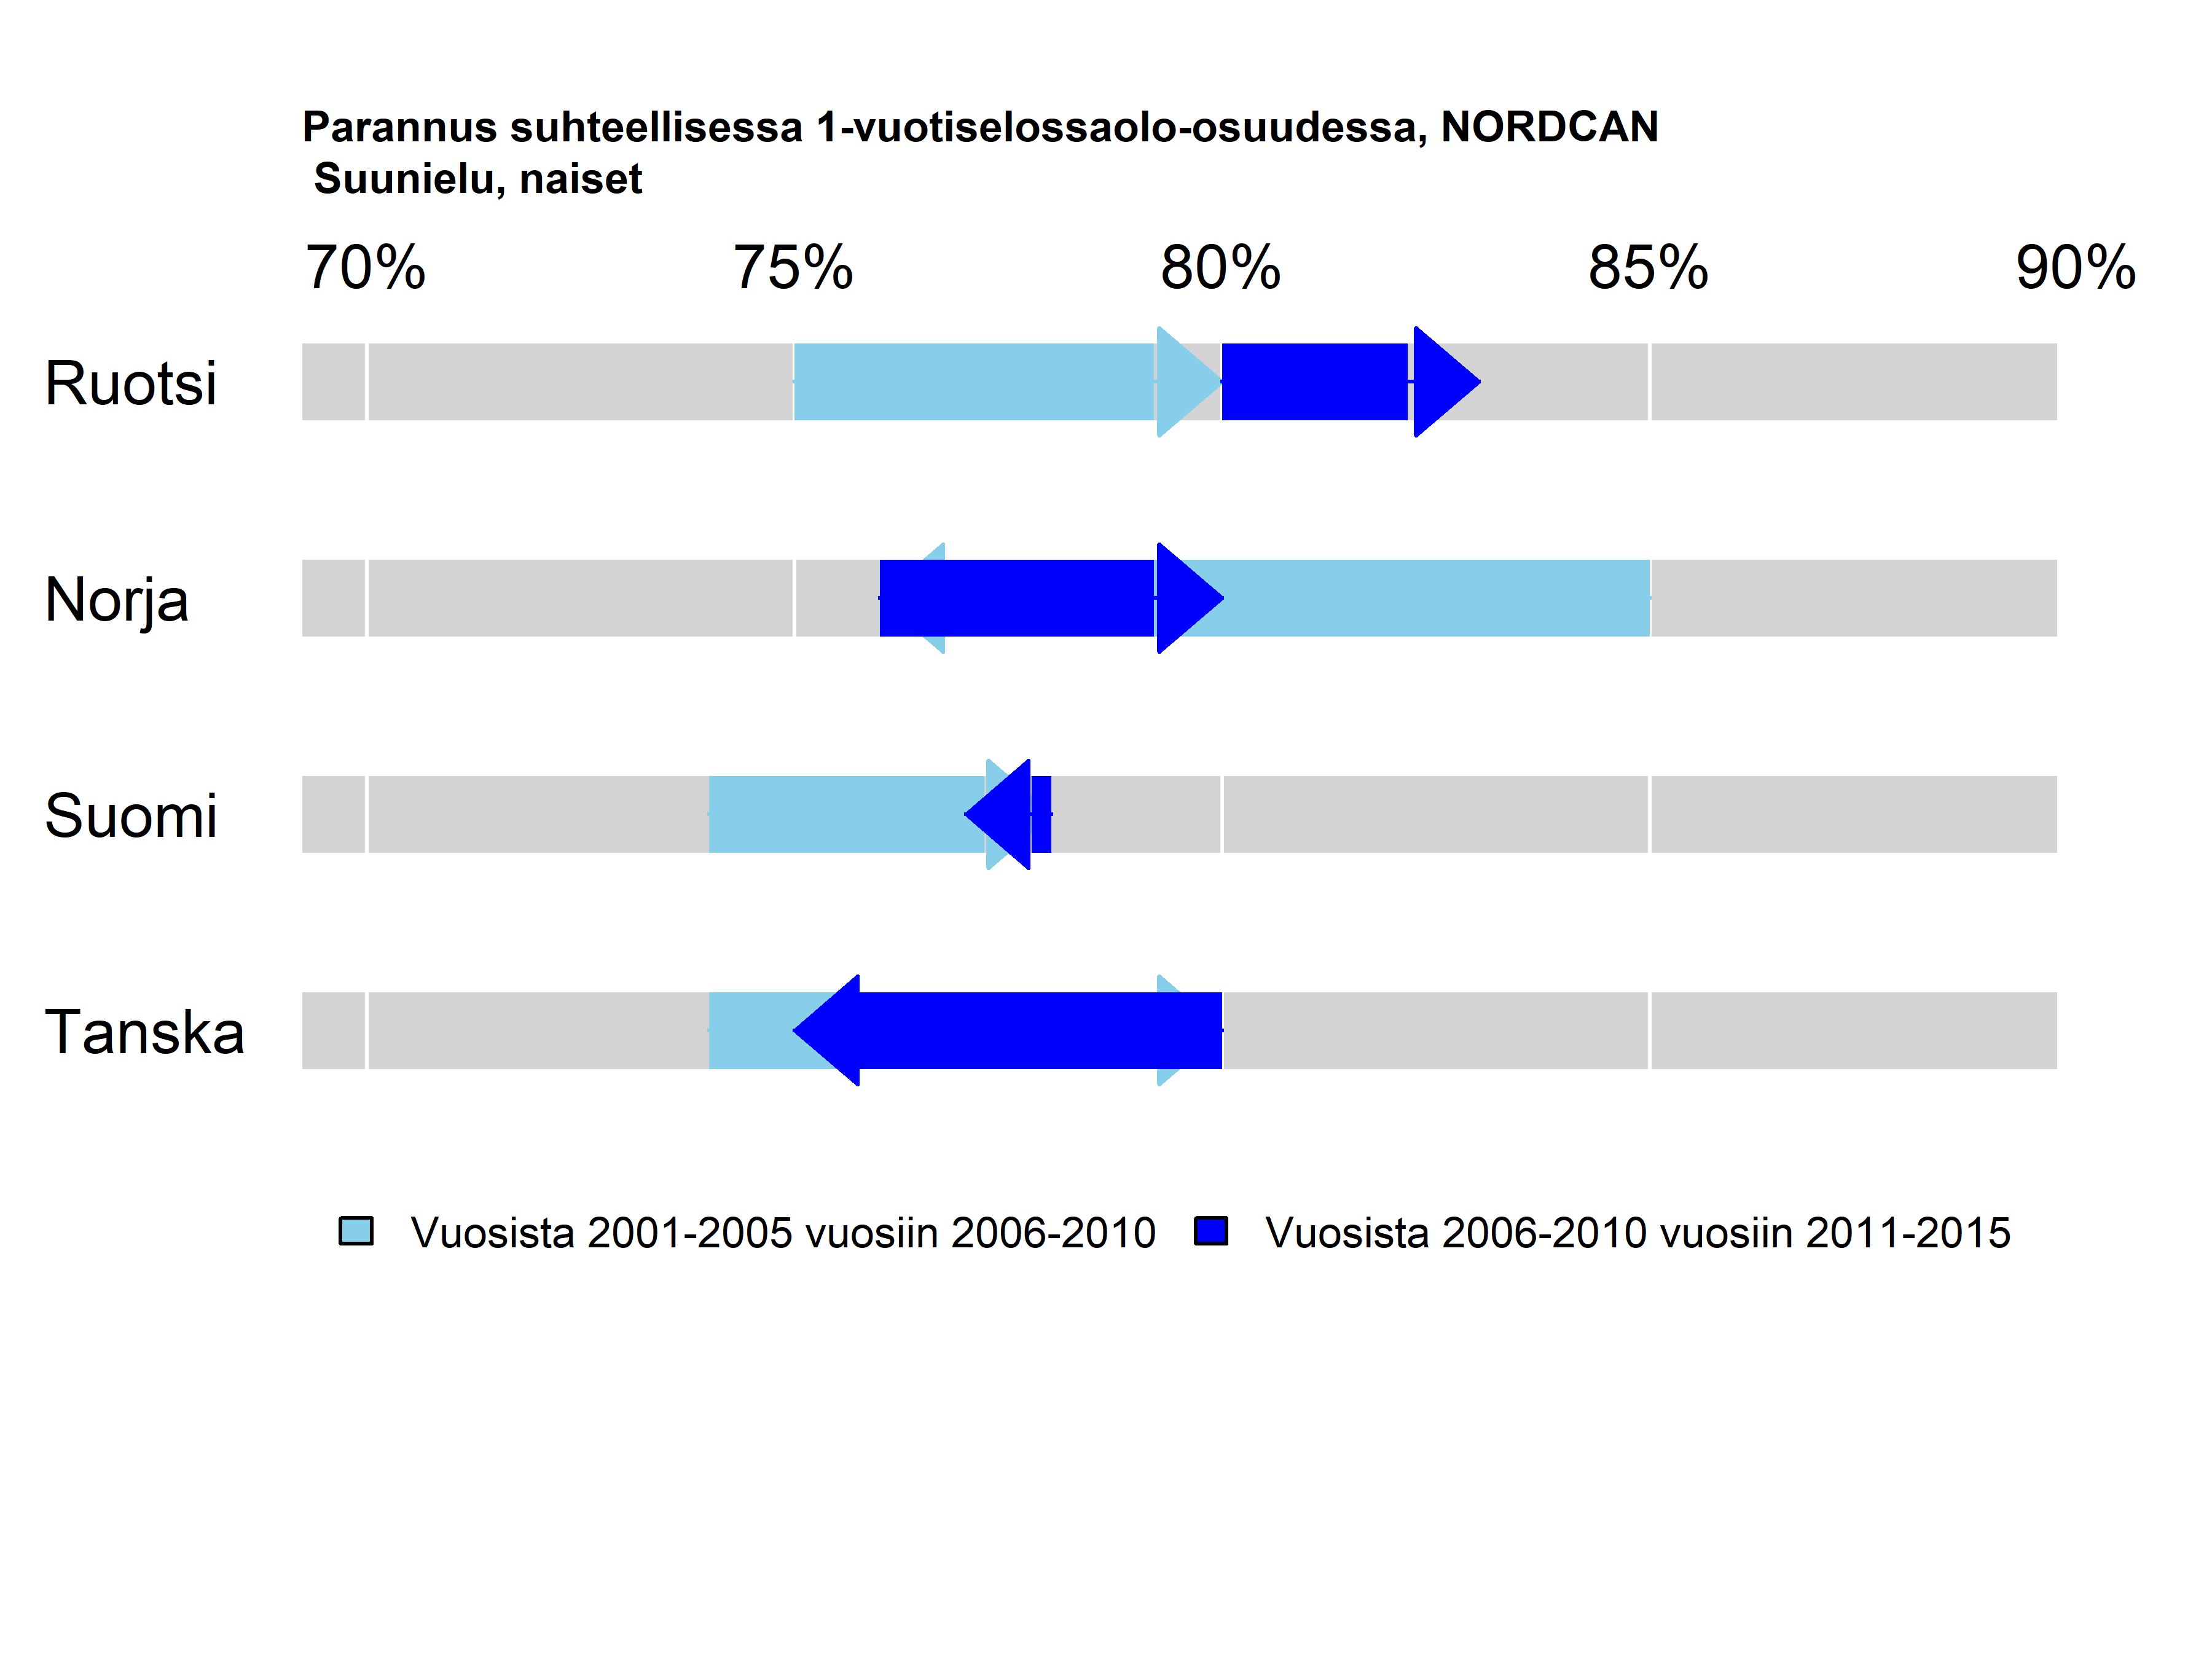 Parannus suhteellisessa 1-vuotiselossaolo-osuudessa, NORDCAN
Suunielu, naiset
70% 75% 80% 85% 90%
Ruotsi
Norja
Suomi
Tanska
Vuosista 2001-2005 vuosiin 2006-2010 Vuosista 2006-2010 vuosiin 2011-2015